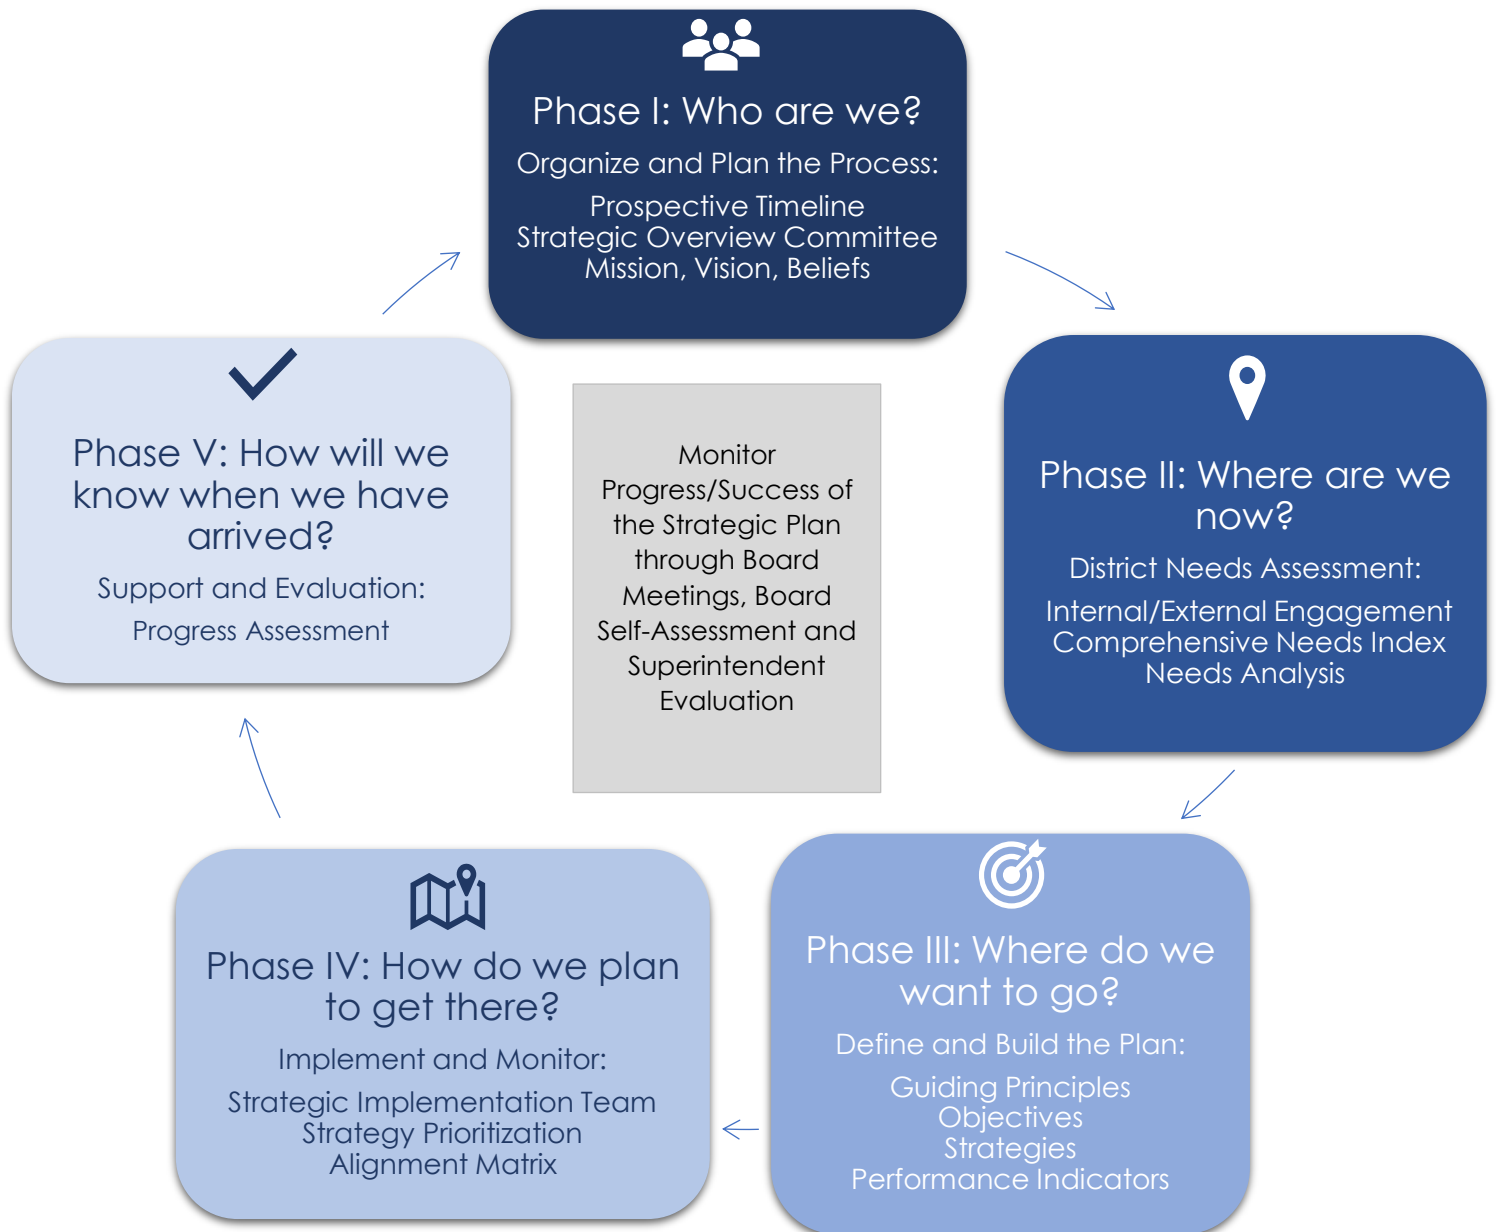 Phase I: Who are we?
Organize and Plan the Process:
Prospective Timeline
Strategic Overview Committee
Mission, Vision, Beliefs
Phase II: Where are we
now?
District Needs Assessment:
Internal/External Engagement
Comprehensive Needs Index
Needs Analysis
Phase III: Where do we
want to go?
Define and Build the Plan:
Guiding Principles
Objectives
Strategies
Performance Indicators
Phase IV: How do we plan
to get there?
Implement and Monitor:
Strategic Implementation Team
Strategy Prioritization
Alignment Matrix
Phase V: How will we
know when we have
arrived?
Support and Evaluation:
Progress Assessment
Monitor
Progress/Success of
the Strategic Plan
through Board
Meetings, Board
Self-Assessment and
Superintendent
Evaluation